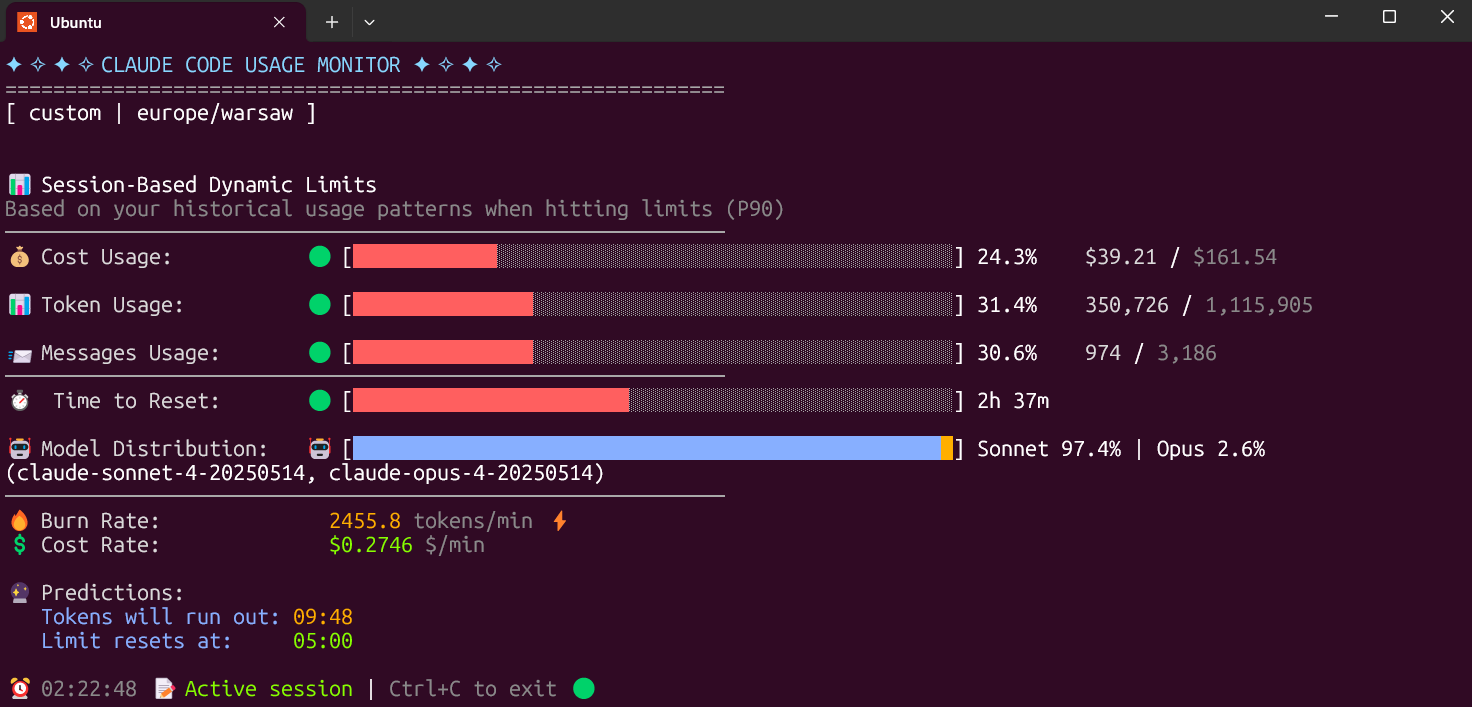 Ubuntu
✦ ✧ ✦ ✧ CLAUDE CODE USAGE MONITOR ✦ ✧ ✦ ✧
============================================================
[ custom | europe/warsaw ]
📊 Session-Based Dynamic Limits
Based on your historical usage patterns when hitting limits (P90)
────────────────────────────────────────────────────────────
💰 Cost Usage: 🟢 [ ] 24.3% $39.21 / $161.54
📊 Token Usage: 🟢 [ ] 31.4% 350,726 / 1,115,905
📨 Messages Usage: 🟢 [ ] 30.6% 974 / 3,186
────────────────────────────────────────────────────────────
⏱️ Time to Reset: 🟢 [ ] 2h 37m
🤖 Model Distribution: 🤖 [ ] Sonnet 97.4% | Opus 2.6%
(claude-sonnet-4-20250514, claude-opus-4-20250514)
────────────────────────────────────────────────────────────
🔥 Burn Rate: 2455.8 tokens/min ⚡
💲 Cost Rate: $0.2746 $/min
🔮 Predictions:
Tokens will run out: 09:48
Limit resets at: 05:00
⏰ 02:22:48 📝 Active session | Ctrl+C to exit 🟢